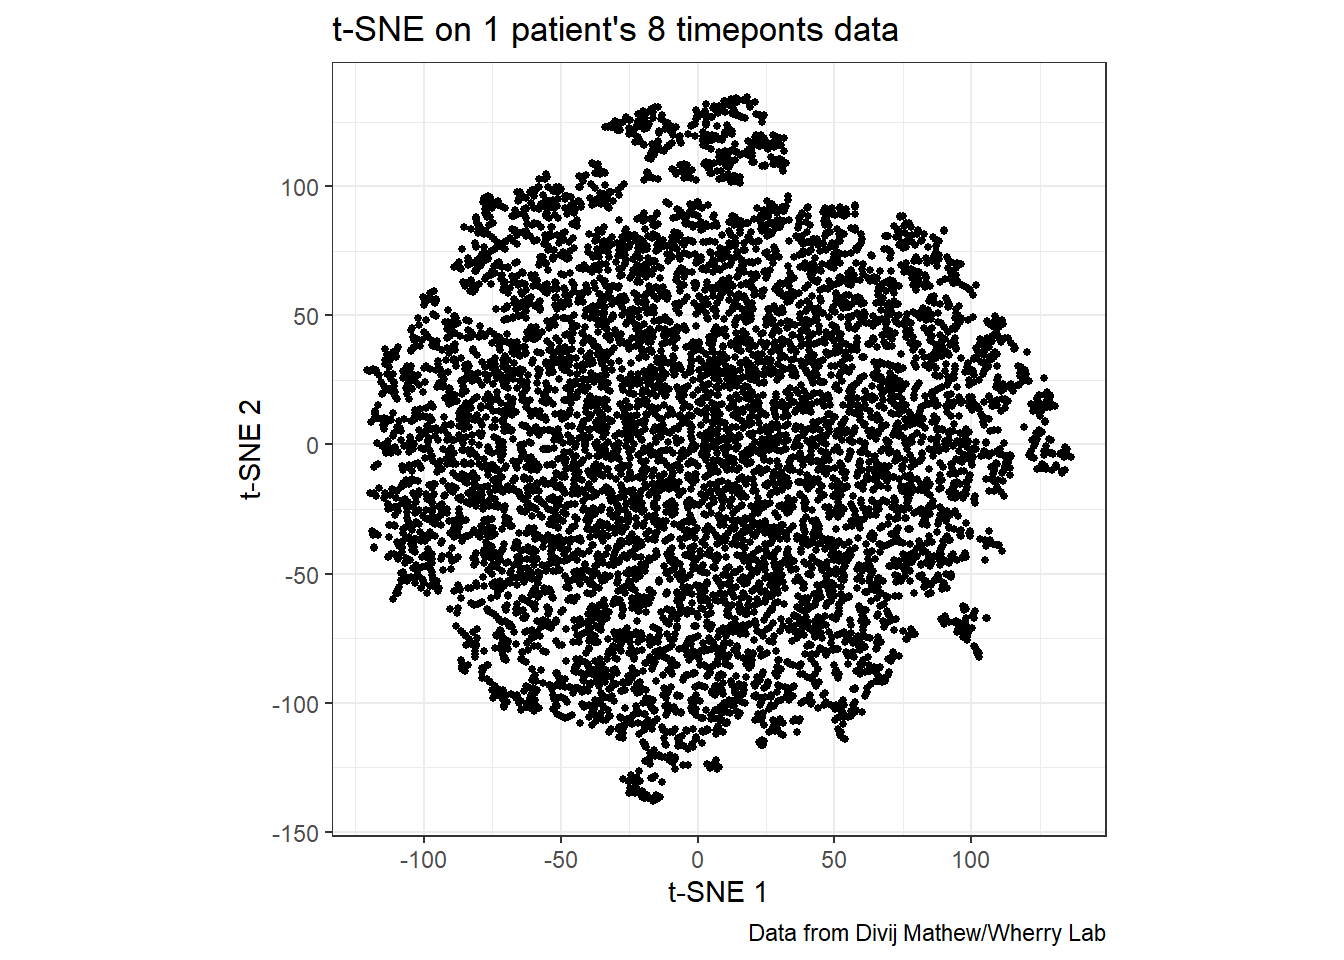 t-SNE on 1 patient's 8 timeponts data
t-SNE 2
100
50
0
-50
-100
-150
-100 -50 0 50 100
t-SNE 1
Data from Divij Mathew/Wherry Lab